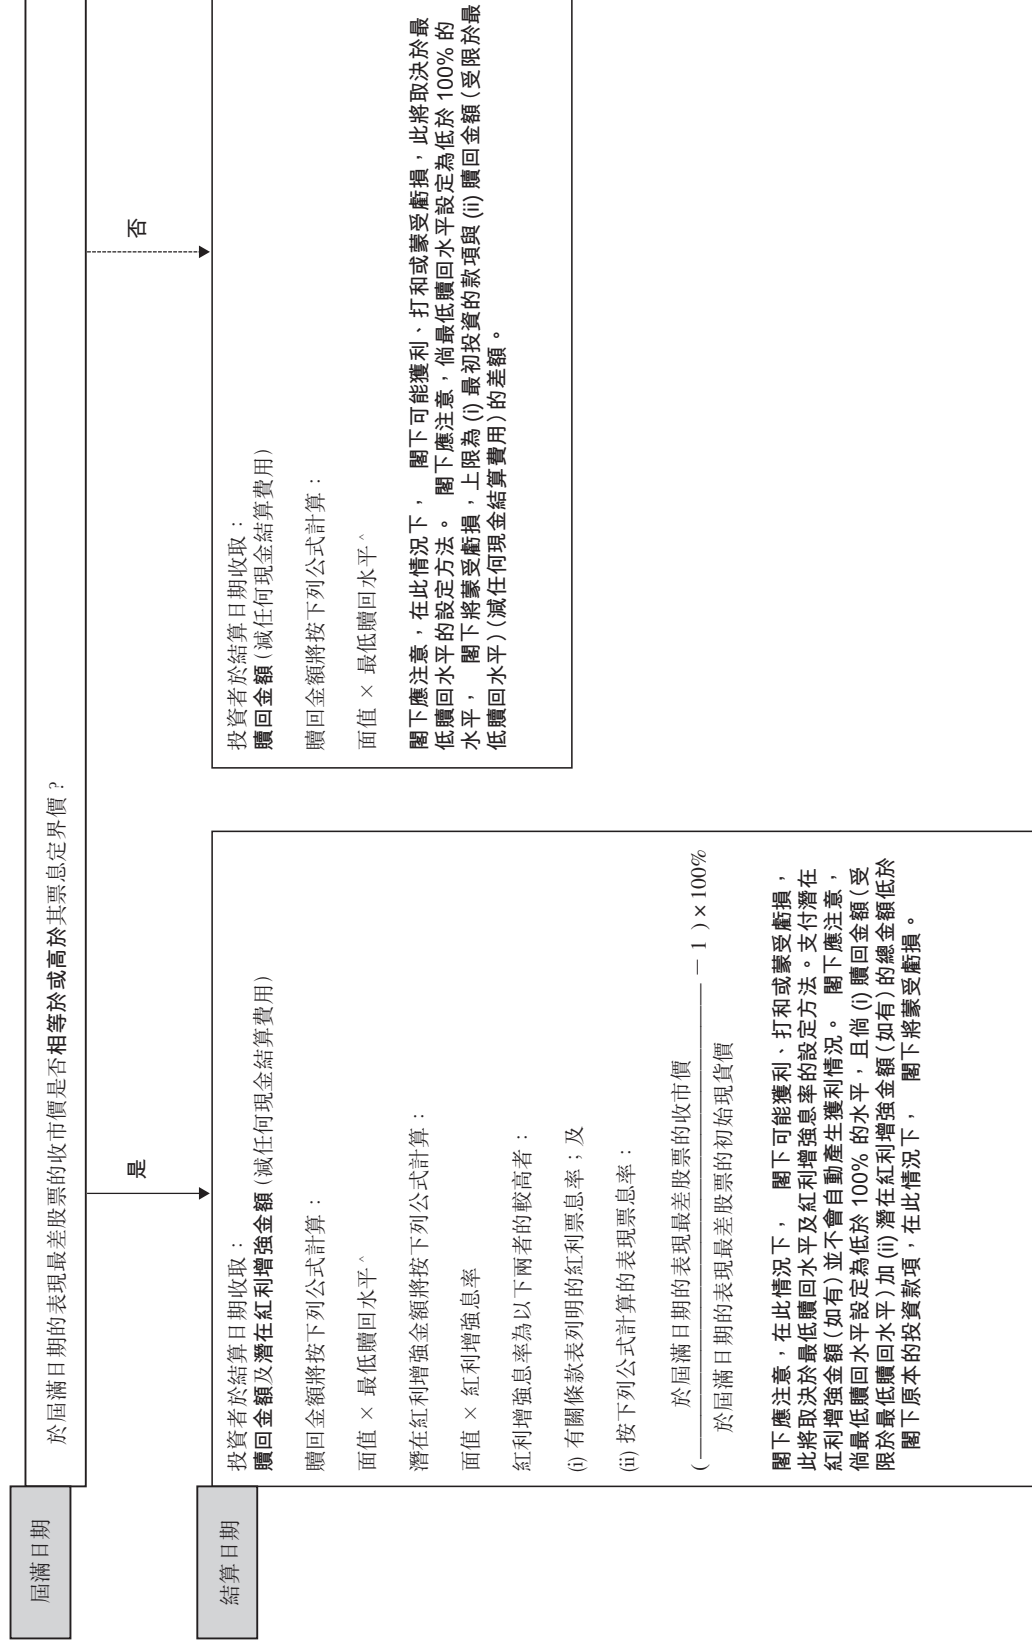 屆滿日期
於屆滿日期的表現最差股票的收市價是否相等於或高於其票息定界價？
是
否
結算日期
投資者於結算日期收取：
贖回金額及潛在紅利增強金額（減任何現金結算費用）
贖回金額將按下列公式計算：
面值 × 最低贖回水平^
潛在紅利增強金額將按下列公式計算：
面值 × 紅利增強息率
紅利增強息率為以下兩者的較高者：
(i) 有關條款表列明的紅利票息率；及
(ii) 按下列公式計算的表現票息率：
於屆滿日期的表現最差股票的收市價
( ———————————————— – 1 ) × 100%
於屆滿日期的表現最差股票的初始現貨價
閣下應注意，在此情況下， 閣下可能獲利、打和或蒙受虧損，
此將取決於最低贖回水平及紅利增強息率的設定方法。支付潛在
紅利增強金額（如有）並不會自動產生獲利情況。 閣下應注意，
倘最低贖回水平設定為低於 100% 的水平，且倘 (i) 贖回金額（受
限於最低贖回水平）加 (ii) 潛在紅利增強金額（如有）的總金額低於
閣下原本的投資款項，在此情況下， 閣下將蒙受虧損。
投資者於結算日期收取：
贖回金額（減任何現金結算費用）
贖回金額將按下列公式計算：
面值 × 最低贖回水平^
閣下應注意，在此情況下， 閣下可能獲利、打和或蒙受虧損，此將取決於最
低贖回水平的設定方法。 閣下應注意，倘最低贖回水平設定為低於 100% 的
水平， 閣下將蒙受虧損，上限為 (i) 最初投資的款項與 (ii) 贖回金額（受限於最
低贖回水平）（減任何現金結算費用）的差額。